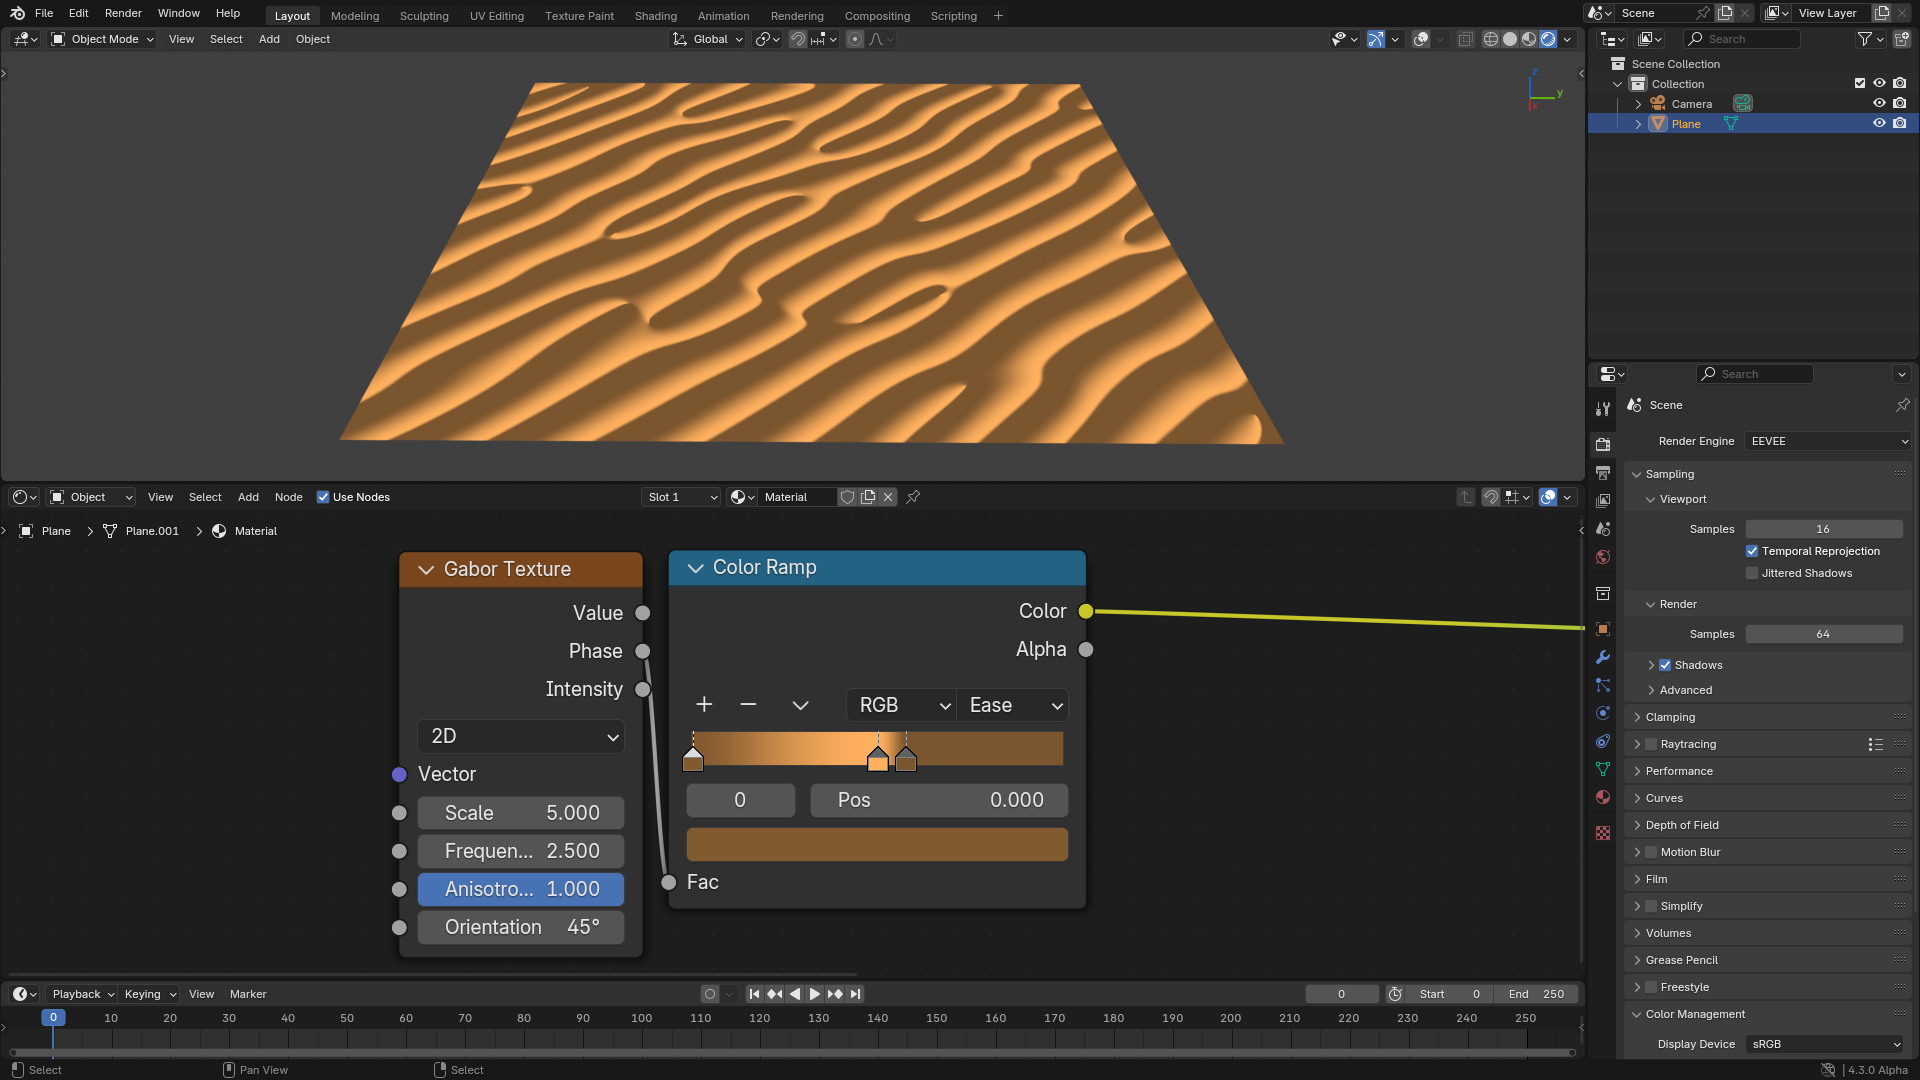 File Edit Render Window Help Layout Modeling Sculpting UV Editing Texture Paint Shading Animation Rendering Compositing Scripting + Scene View Layer
Object Mode View Select Add Object Global Search
Scene Collection
Collection
Camera
Plane
z
y
x
Search
Scene
Render Engine EEVEE
Sampling
Viewport
Samples 16
Temporal Reprojection
Jittered Shadows
Render
Samples 64
Shadows
Advanced
Clamping
Raytracing
Performance
Curves
Depth of Field
Motion Blur
Film
Simplify
Volumes
Grease Pencil
Freestyle
Color Management
Display Device sRGB
Object View Select Add Node Use Nodes Slot 1 Material
Plane Plane.001 Material
Gabor Texture
Value
Phase
Intensity
2D
Vector
Scale 5.000
Frequen... 2.500
Anisotro... 1.000
Orientation 45°
Color Ramp
Color
Alpha
RGB Ease
0 Pos 0.000
Fac
Playback Keying View Marker 0 Start 0 End 250
0 10 20 30 40 50 60 70 80 90 100 110 120 130 140 150 160 170 180 190 200 210 220 230 240 250
Select Pan View Select 4.3.0 Alpha